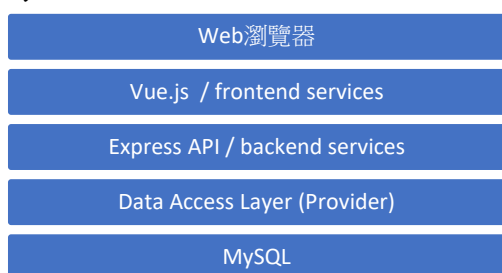 Web瀏覽器
Vue.js / frontend services
Express API / backend services
Data Access Layer (Provider)
MySQL